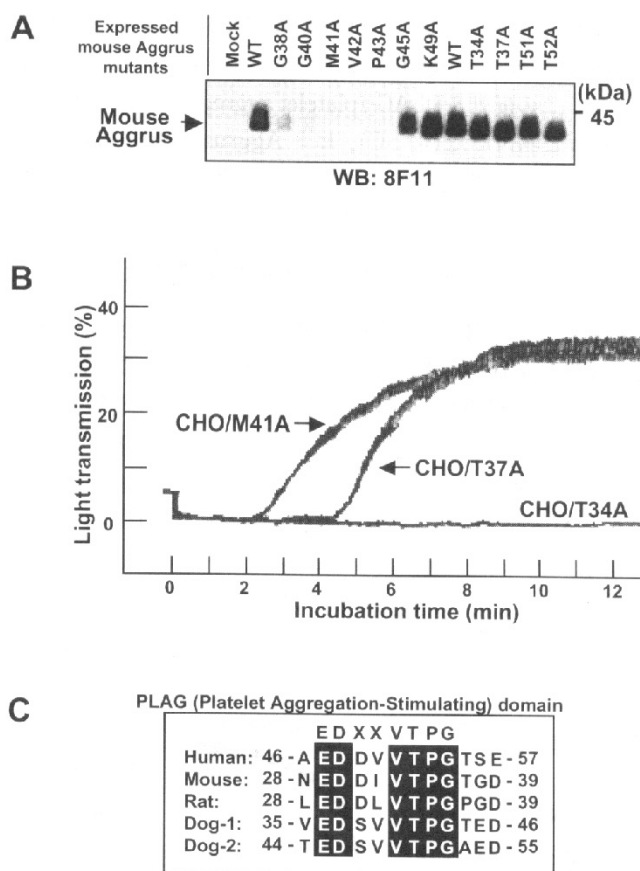 A
Expressed
mouse Aggrus
mutants
Mock
WT
G38A
G40A
M41A
V42A
P43A
G45A
K49A
WT
T34A
T37A
T51A
T52A
(kDa)
Mouse
Aggrus
45
WB: 8F11
B
Light transmission (%)
40
20
0
CHO/M41A
CHO/T37A
CHO/T34A
0 2 4 6 8 10 12
Incubation time (min)
C
PLAG (Platelet Aggregation-Stimulating) domain
E D X X V T P G
Human: 46 - A E D D V V T P G T S E - 57
Mouse: 28 - N E D D I V T P G T G D - 39
Rat: 28 - L E D D L V T P G P G D - 39
Dog-1: 35 - V E D S V V T P G T E D - 46
Dog-2: 44 - T E D S V V T P G A E D - 55